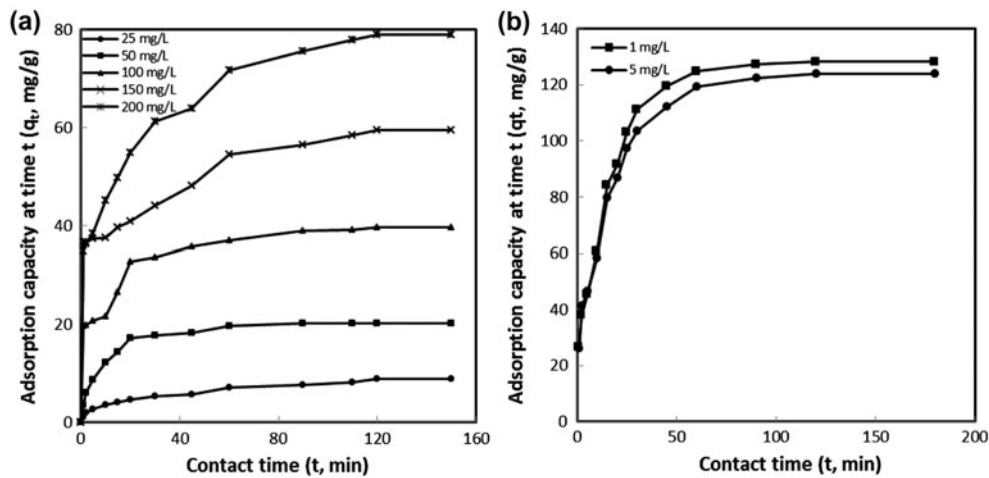 (a)
80
60
40
20
0
Adsorption capacity at time t (qt, mg/g)
25 mg/L
50 mg/L
100 mg/L
150 mg/L
200 mg/L
0 40 80 120 160
Contact time (t, min)
(b)
140
120
100
80
60
40
20
0
Adsorption capacity at time t (qt, mg/g)
1 mg/L
5 mg/L
0 50 100 150 200
Contact time (t, min)